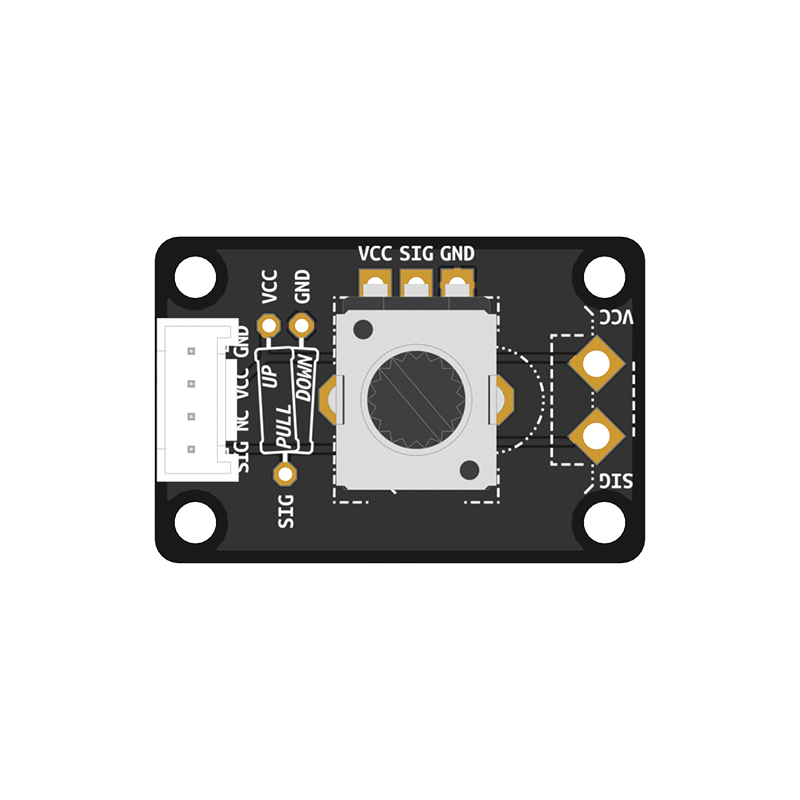 VCC SIG GND
VCC
GND
VCC
SIG NC VCC GND
UP
DOWN
PULL
SIG
SIG